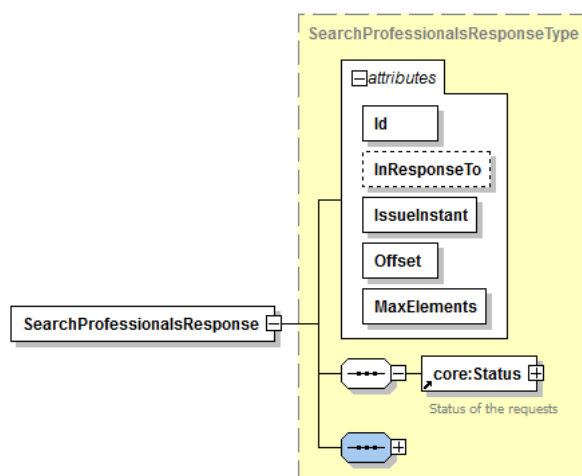 SearchProfessionalsResponseType
attributes
Id
InResponseTo
IssueInstant
Offset
MaxElements
SearchProfessionalsResponse
core:Status
Status of the requests